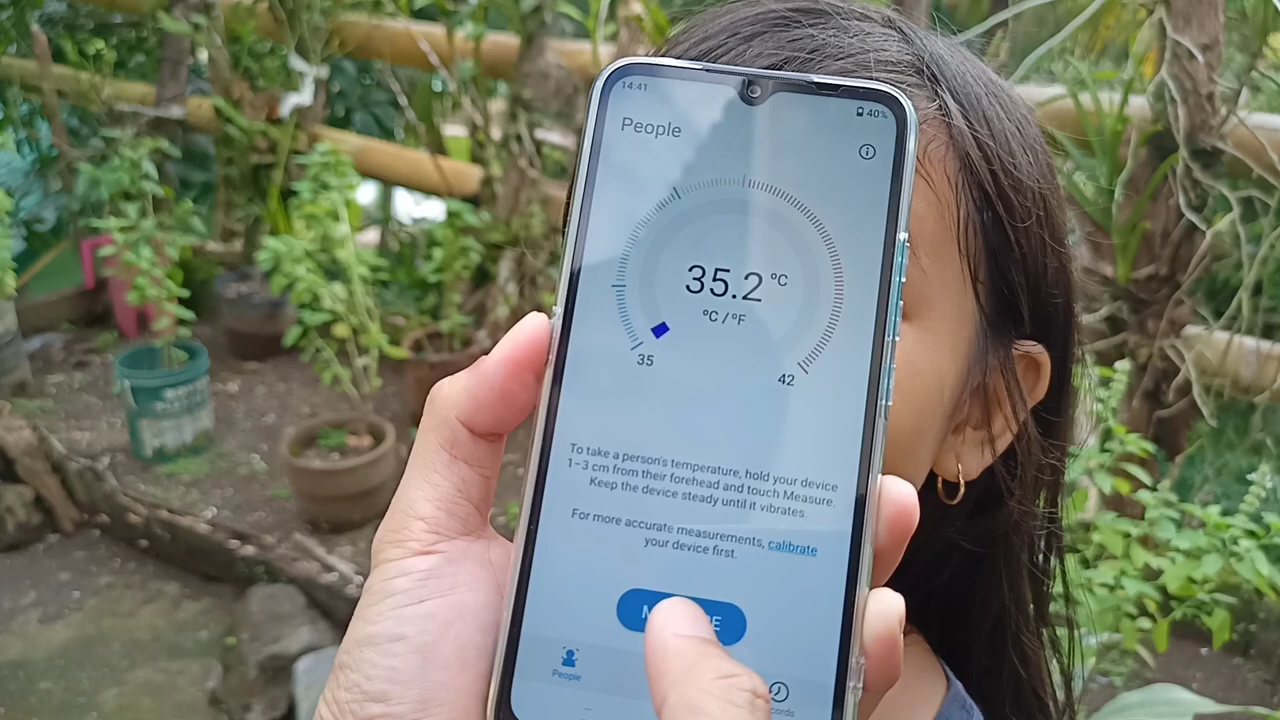 14:41
40%
People
35.2 °C
°C / °F
35
42
To take a person's temperature, hold your device
1–3 cm from their forehead and touch Measure.
Keep the device steady until it vibrates.
For more accurate measurements, calibrate
your device first.
People